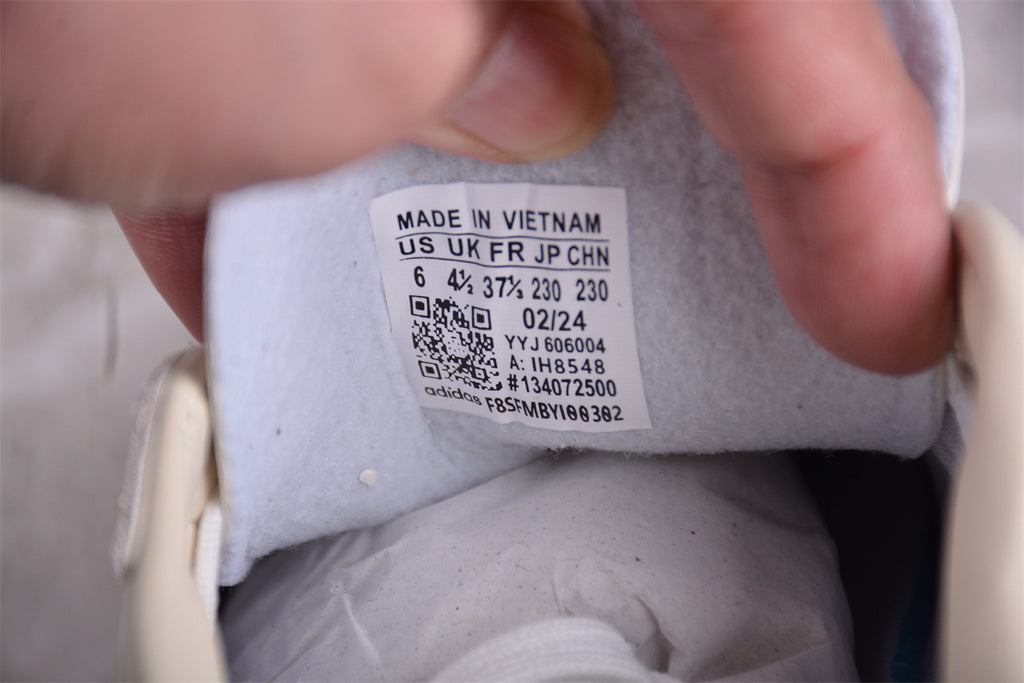 MADE IN VIETNAM
US UK FR JP CHN
6 4½ 37⅓ 230 230
02/24
YYJ 606004
A: IH8548
#134072500
adidas F8SFMBYI00302